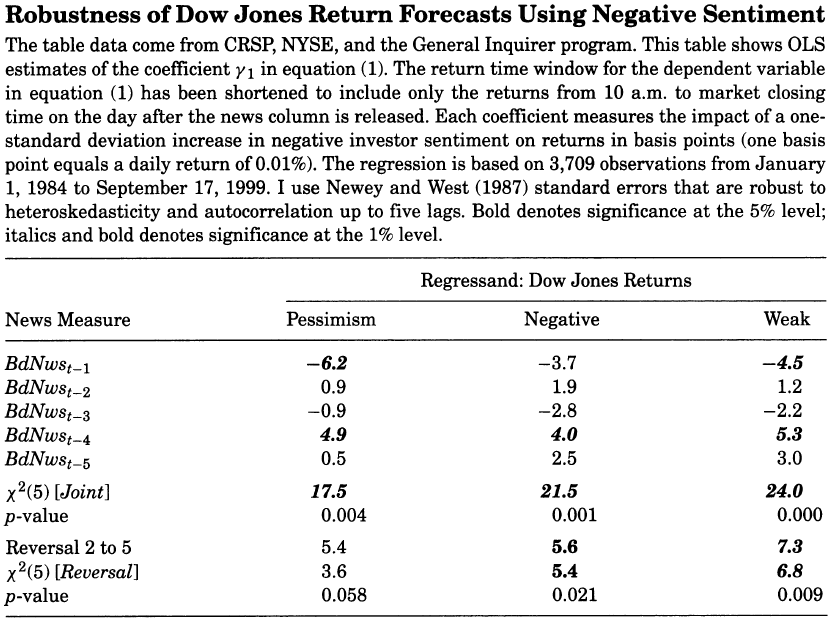 Robustness of Dow Jones Return Forecasts Using Negative Sentiment
The table data come from CRSP, NYSE, and the General Inquirer program. This table shows OLS
estimates of the coefficient γ₁ in equation (1). The return time window for the dependent variable
in equation (1) has been shortened to include only the returns from 10 a.m. to market closing
time on the day after the news column is released. Each coefficient measures the impact of a one-
standard deviation increase in negative investor sentiment on returns in basis points (one basis
point equals a daily return of 0.01%). The regression is based on 3,709 observations from January
1, 1984 to September 17, 1999. I use Newey and West (1987) standard errors that are robust to
heteroskedasticity and autocorrelation up to five lags. Bold denotes significance at the 5% level;
italics and bold denotes significance at the 1% level.
Regressand: Dow Jones Returns
News Measure Pessimism Negative Weak
BdNws_{t−1} −6.2 −3.7 −4.5
BdNws_{t−2} 0.9 1.9 1.2
BdNws_{t−3} −0.9 −2.8 −2.2
BdNws_{t−4} 4.9 4.0 5.3
BdNws_{t−5} 0.5 2.5 3.0
χ²(5) [Joint] 17.5 21.5 24.0
p-value 0.004 0.001 0.000
Reversal 2 to 5 5.4 5.6 7.3
χ²(5) [Reversal] 3.6 5.4 6.8
p-value 0.058 0.021 0.009